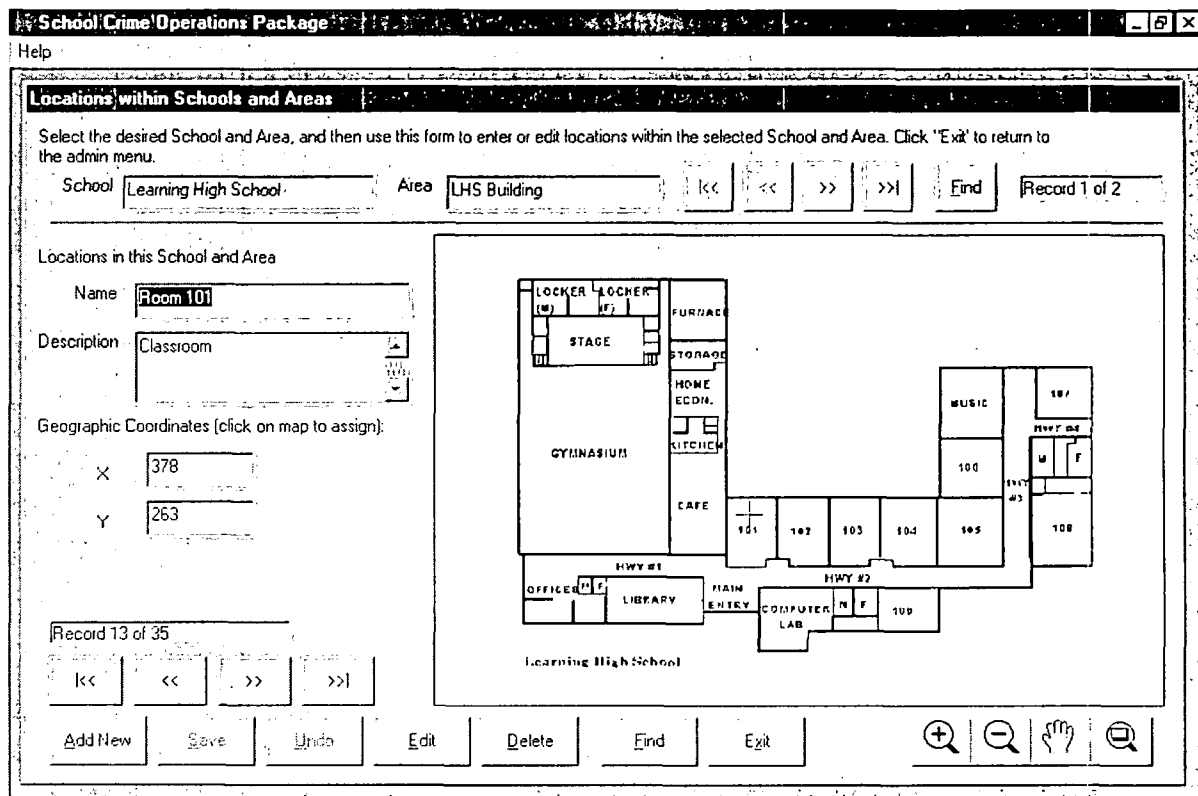 School Crime Operations Package
Help
Locations within Schools and Areas
Select the desired School and Area, and then use this form to enter or edit locations within the selected School and Area. Click "Exit' to return to
the admin menu.
School Learning High School Area LHS Building |<< << >> >>| Find Record 1 of 2
Locations in this School and Area
Name Room 101
Description Classroom
Geographic Coordinates (click on map to assign):
X 378
Y 263
Record 13 of 35
|<< << >> >>|
LOCKER (M) LOCKER (F)
STAGE
FURNACE
STORAGE
HOME
ECON.
KITCHEN
GYMNASIUM
CAFE
MUSIC
107
HWY #4
M F
100
HWY
#3
101 102 103 104 105 108
HWY #1
HWY #2
OFFICES M F LIBRARY
MAIN
ENTRY
COMPUTER
LAB
M F
Learning High School
Add New Save Undo Edit Delete Find Exit